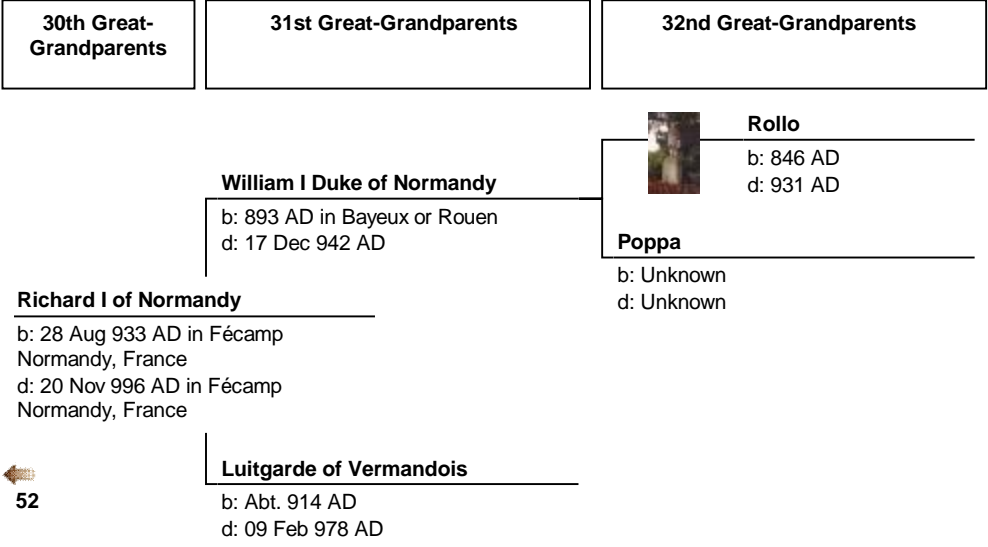 30th Great-
Grandparents
31st Great-Grandparents
32nd Great-Grandparents
Rollo
b: 846 AD
d: 931 AD
William I Duke of Normandy
b: 893 AD in Bayeux or Rouen
d: 17 Dec 942 AD
Poppa
b: Unknown
d: Unknown
Richard I of Normandy
b: 28 Aug 933 AD in Fécamp
Normandy, France
d: 20 Nov 996 AD in Fécamp
Normandy, France
Luitgarde of Vermandois
b: Abt. 914 AD
d: 09 Feb 978 AD
52